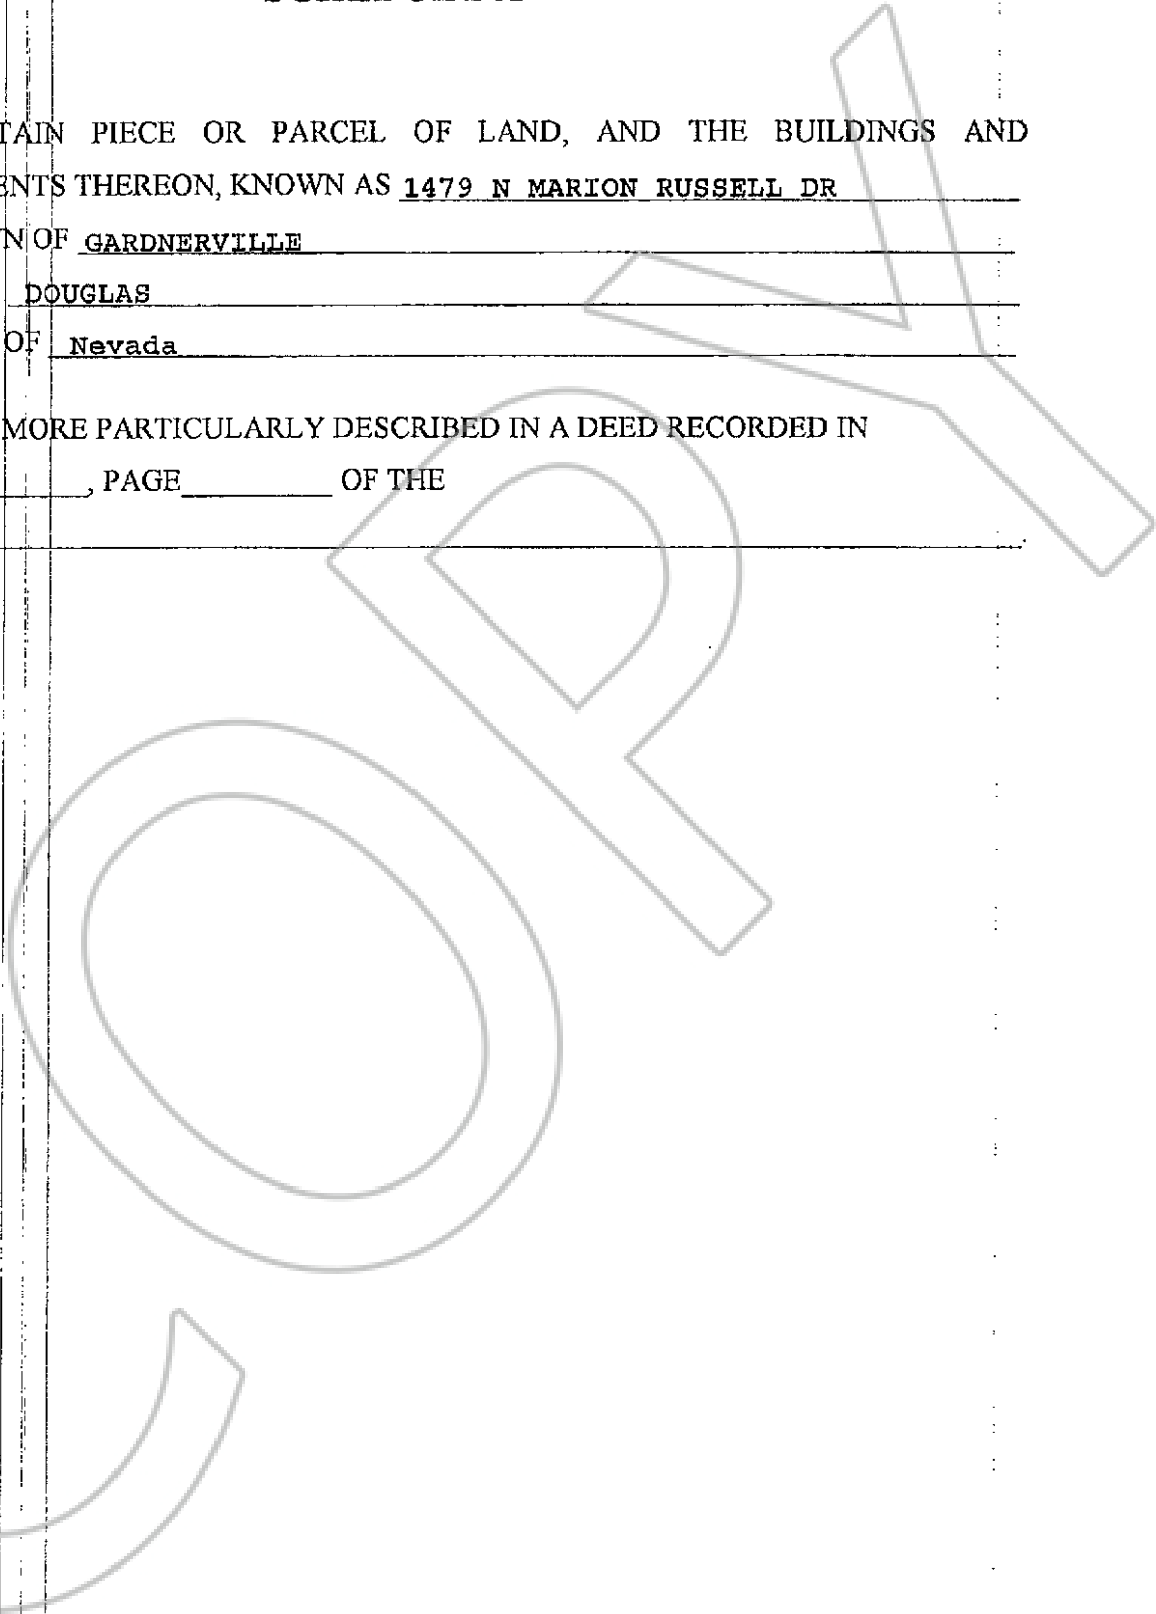 TAIN PIECE OR PARCEL OF LAND, AND THE BUILDINGS AND
ENTS THEREON, KNOWN AS 1479 N MARION RUSSELL DR
N OF GARDNERVILLE
DOUGLAS
OF Nevada
MORE PARTICULARLY DESCRIBED IN A DEED RECORDED IN
, PAGE OF THE
COPY